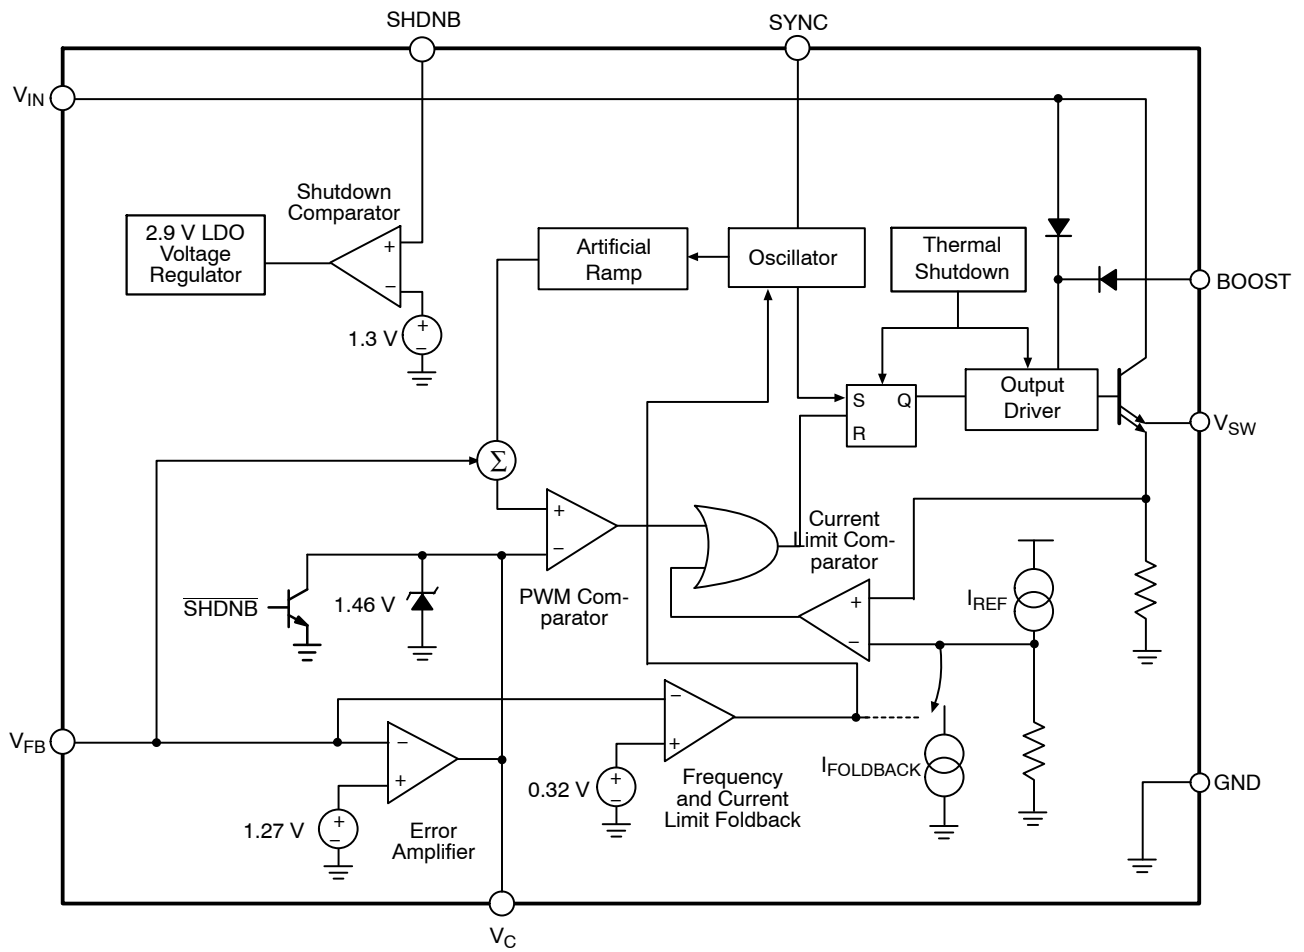 SHDNB
SYNC
VIN
Shutdown
Comparator
2.9 V LDO
Voltage
Regulator
+
−
1.3 V
+
−
Artificial
Ramp
Oscillator
Thermal
Shutdown
BOOST
S
Q
R
Output
Driver
VSW
Σ
+
−
PWM Com-
parator
Current
Limit Com-
parator
+
−
IREF
SHDNB
1.46 V
VFB
−
+
1.27 V
+
−
Error
Amplifier
−
+
0.32 V
+
−
Frequency
and Current
Limit Foldback
IFOLDBACK
GND
VC